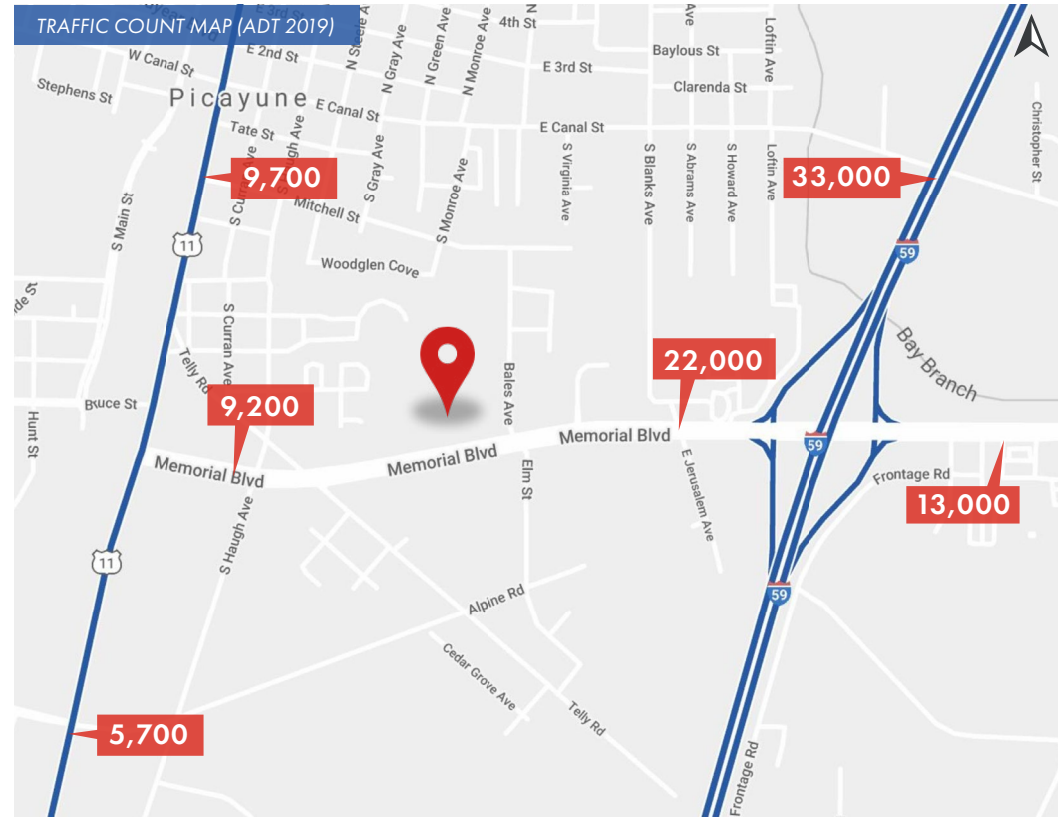 TRAFFIC COUNT MAP (ADT 2019)
E 3rd St
4th St
N Gray Ave
N Green Ave
N Monroe Ave
Baylous St
Loftin Ave
W Canal St
E 2nd St
E 3rd St
Clarenda St
Stephens St
Picayune
E Canal St
E Canal St
Christopher St
Tate St
S Gray Ave
S Monroe Ave
S Virginia Ave
S Blanks Ave
S Abrams Ave
S Howard Ave
Loftin Ave
9,700
33,000
S Main St
Mitchell St
11
59
Woodglen Cove
S Curran Ave
Telly Rd
Bales Ave
22,000
Bay Branch
Bruce St
9,200
Hunt St
Memorial Blvd
Memorial Blvd
Memorial Blvd
59
Elm St
E Jerusalem Ave
Frontage Rd
13,000
S Haugh Ave
11
Alpine Rd
59
Cedar Grove Ave
Telly Rd
5,700
Frontage Rd